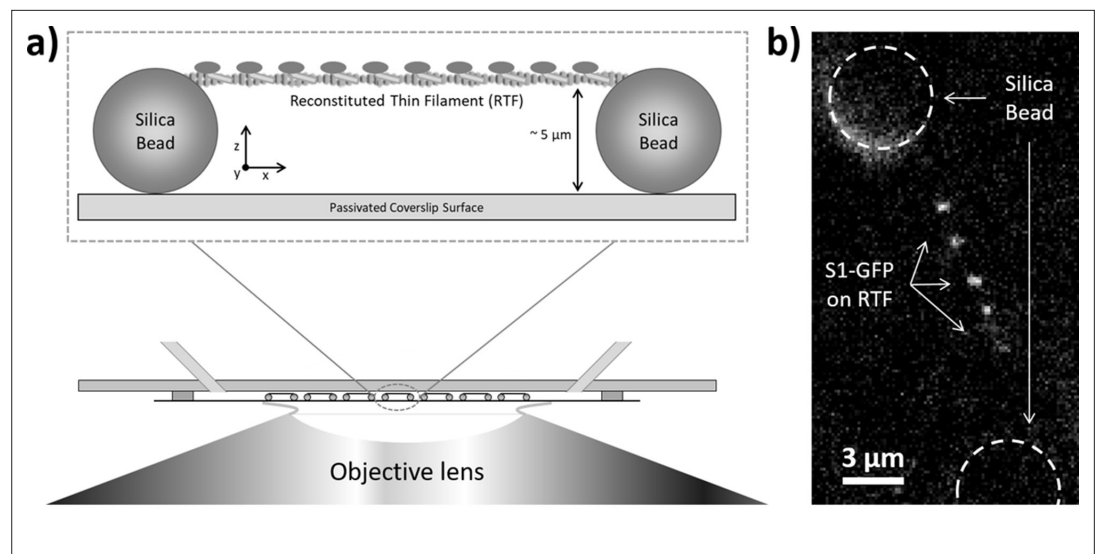 a)
Silica
Bead
Reconstituted Thin Filament (RTF)
~ 5 µm
z
y
x
Silica
Bead
Passivated Coverslip Surface
Objective lens
b)
Silica
Bead
S1-GFP
on RTF
3 µm